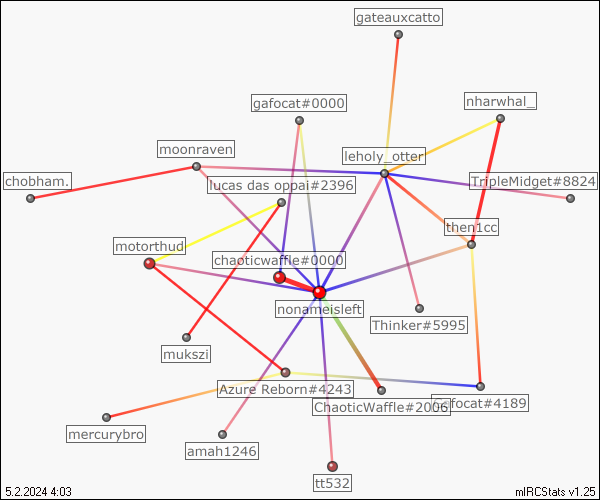 gateauxcatto
gafocat#0000
nharwhal_
moonraven
leholy_otter
chobham.
lucas das oppai#2396
TripleMidget#8824
then1cc
motorthud
chaoticwaffle#0000
nonameisleft
Thinker#5995
mukszi
Azure Reborn#4243
ChaoticWaffle#2006
Gafocat#4189
mercurybro
amah1246
tt532
5.2.2024 4:03
mIRCStats v1.25